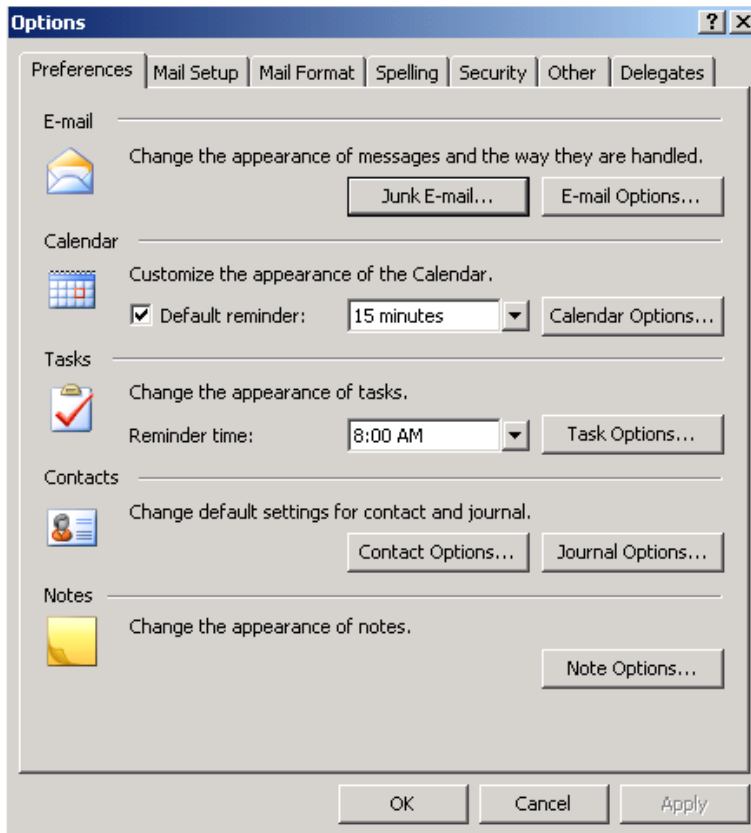 Options
Preferences Mail Setup Mail Format Spelling Security Other Delegates
E-mail
Change the appearance of messages and the way they are handled.
Junk E-mail... E-mail Options...
Calendar
Customize the appearance of the Calendar.
Default reminder: 15 minutes Calendar Options...
Tasks
Change the appearance of tasks.
Reminder time: 8:00 AM Task Options...
Contacts
Change default settings for contact and journal.
Contact Options... Journal Options...
Notes
Change the appearance of notes.
Note Options...
OK Cancel Apply